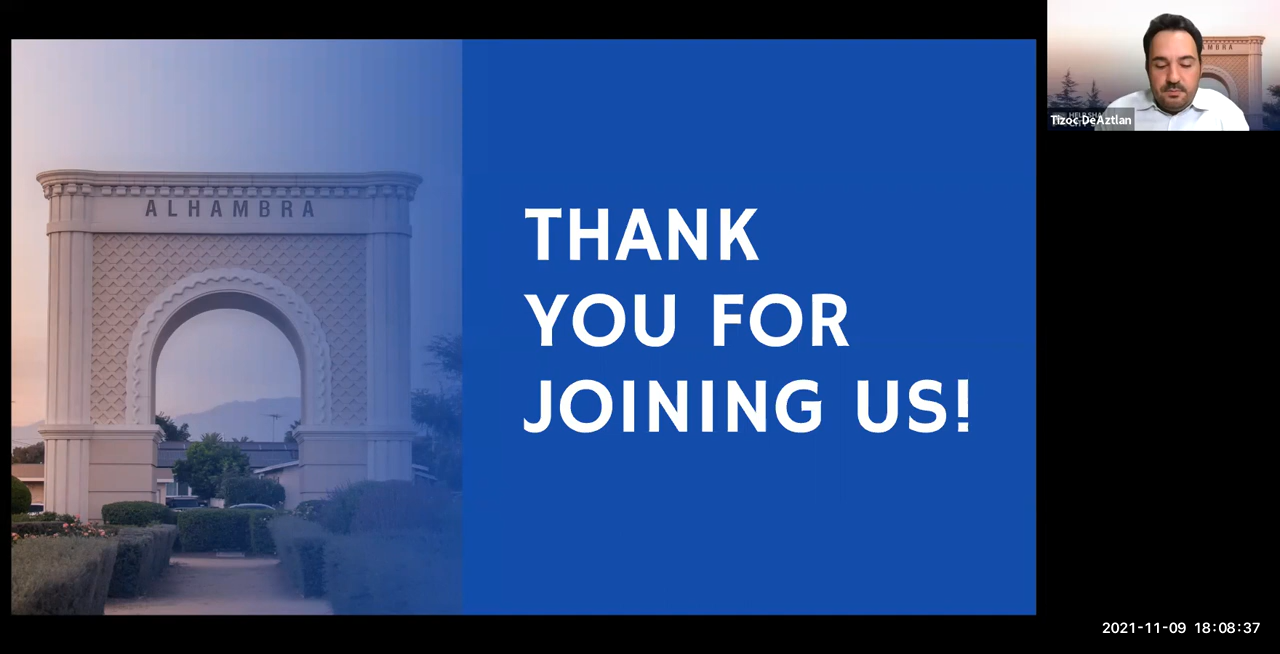 ALHAMBRA
THANK
YOU FOR
JOINING US!
Tizoc DeAztlan
2021-11-09 18:08:37